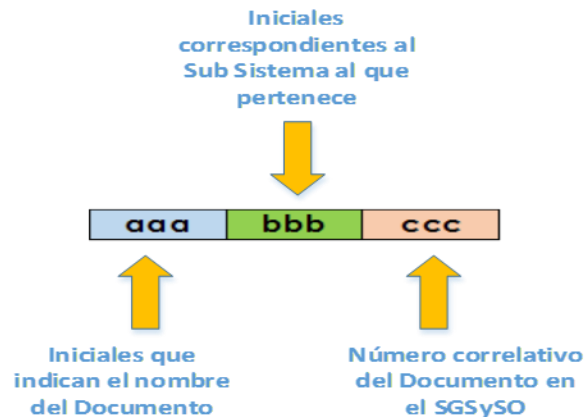 Iniciales
correspondientes al
Sub Sistema al que
pertenece
aaa bbb ccc
Iniciales que
indican el nombre
del Documento
Número correlativo
del Documento en
el SGSySO